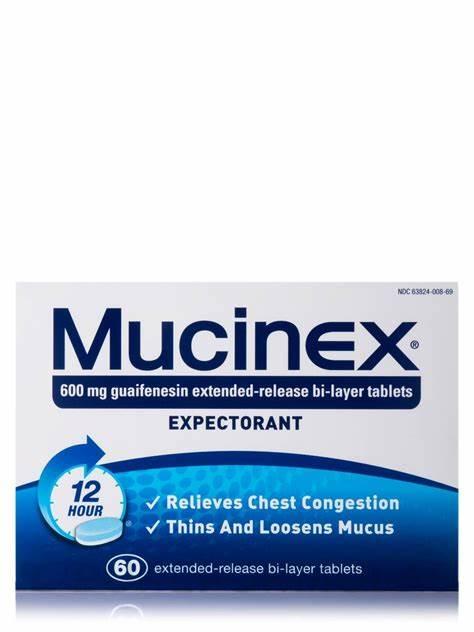 NDC 63824-008-69
Mucinex®
600 mg guaifenesin extended-release bi-layer tablets
EXPECTORANT
12
HOUR
®
✓ Relieves Chest Congestion
✓ Thins And Loosens Mucus
60 extended-release bi-layer tablets